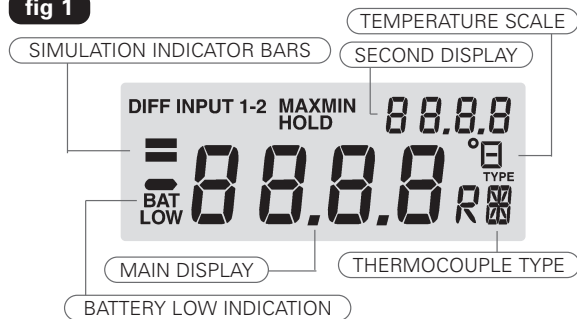 fig 1
TEMPERATURE SCALE
SIMULATION INDICATOR BARS
SECOND DISPLAY
DIFF INPUT 1-2 MAXMIN
HOLD
88.8.8
°8
TYPE
BAT
LOW
88.8.8
R
MAIN DISPLAY
THERMOCOUPLE TYPE
BATTERY LOW INDICATION